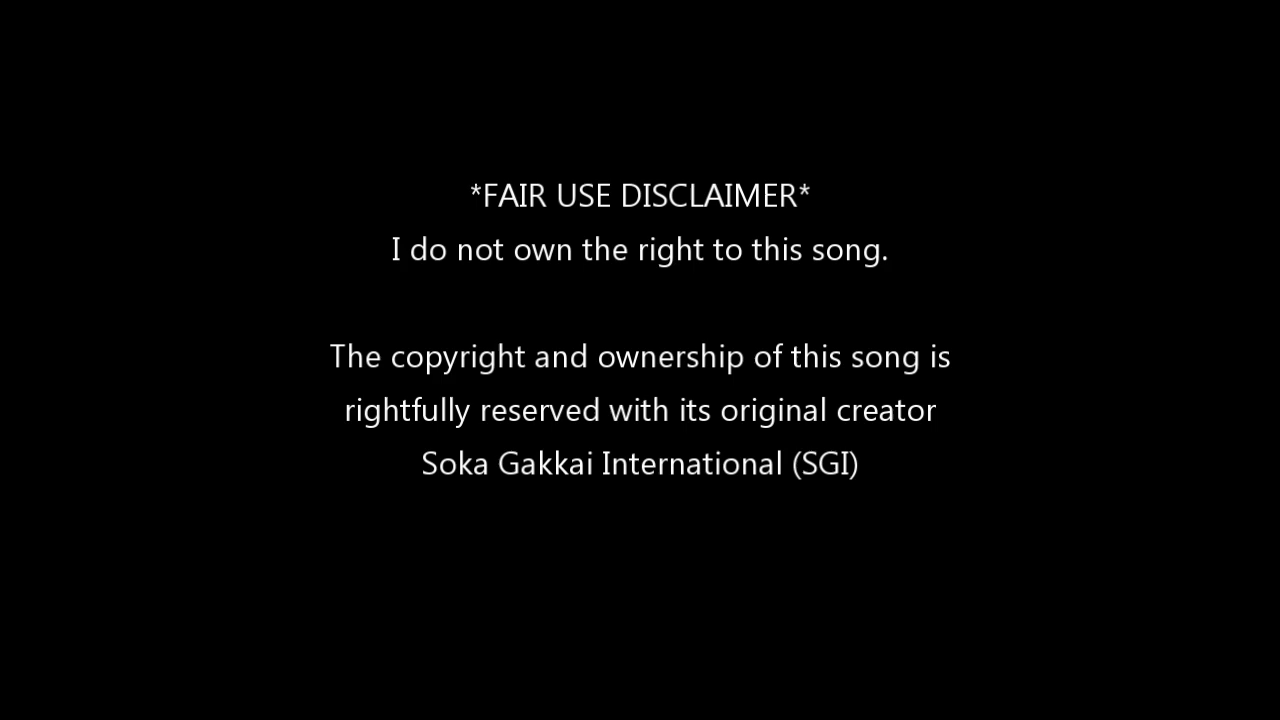 *FAIR USE DISCLAIMER*
I do not own the right to this song.
The copyright and ownership of this song is
rightfully reserved with its original creator
Soka Gakkai International (SGI)